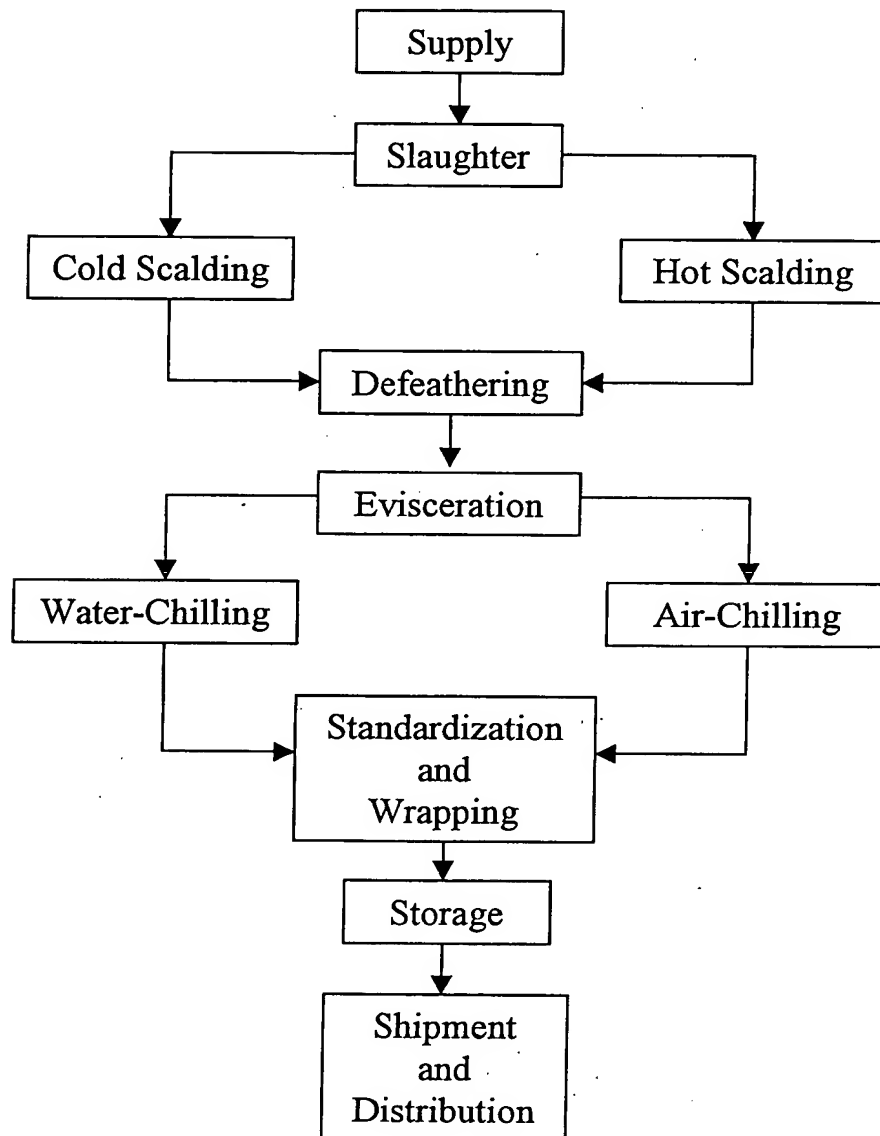 Supply
Slaughter
Cold Scalding
Hot Scalding
Defeathering
Evisceration
Water-Chilling
Air-Chilling
Standardization
and
Wrapping
Storage
Shipment
and
Distribution